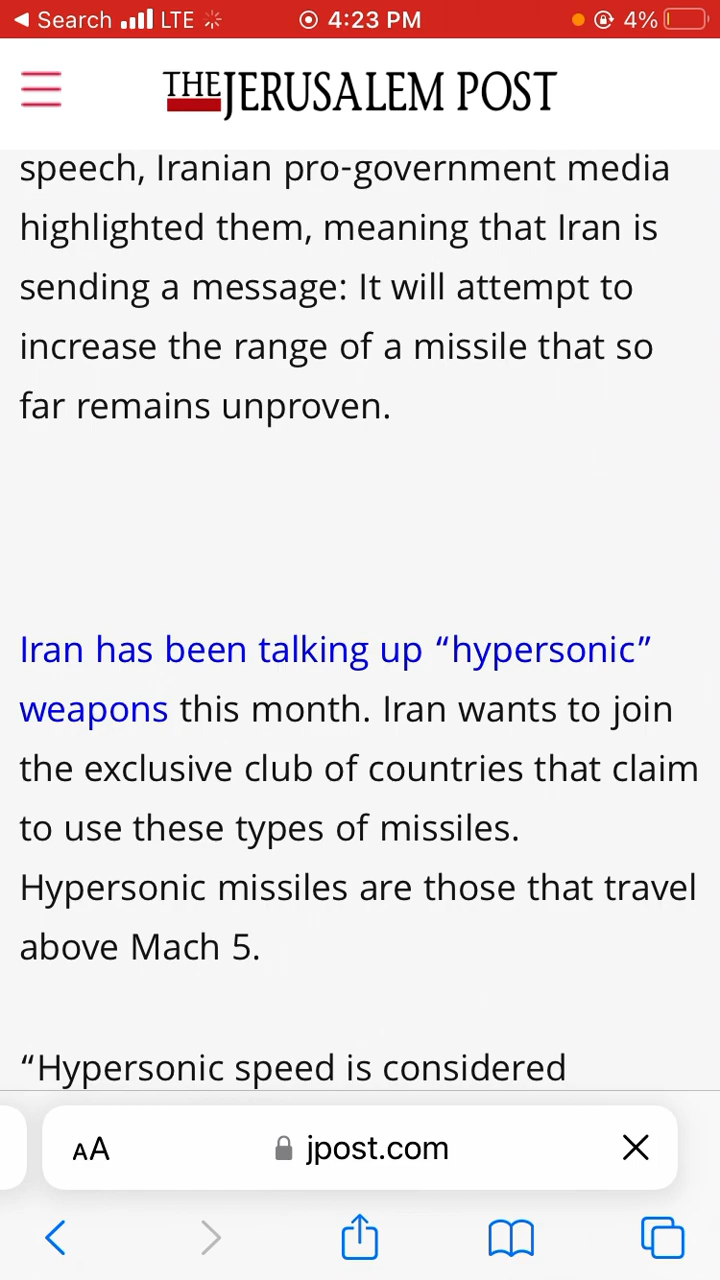 Search LTE 4:23 PM 4%
THE JERUSALEM POST
speech, Iranian pro-government media
highlighted them, meaning that Iran is
sending a message: It will attempt to
increase the range of a missile that so
far remains unproven.
Iran has been talking up “hypersonic”
weapons this month. Iran wants to join
the exclusive club of countries that claim
to use these types of missiles.
Hypersonic missiles are those that travel
above Mach 5.
“Hypersonic speed is considered
AA jpost.com